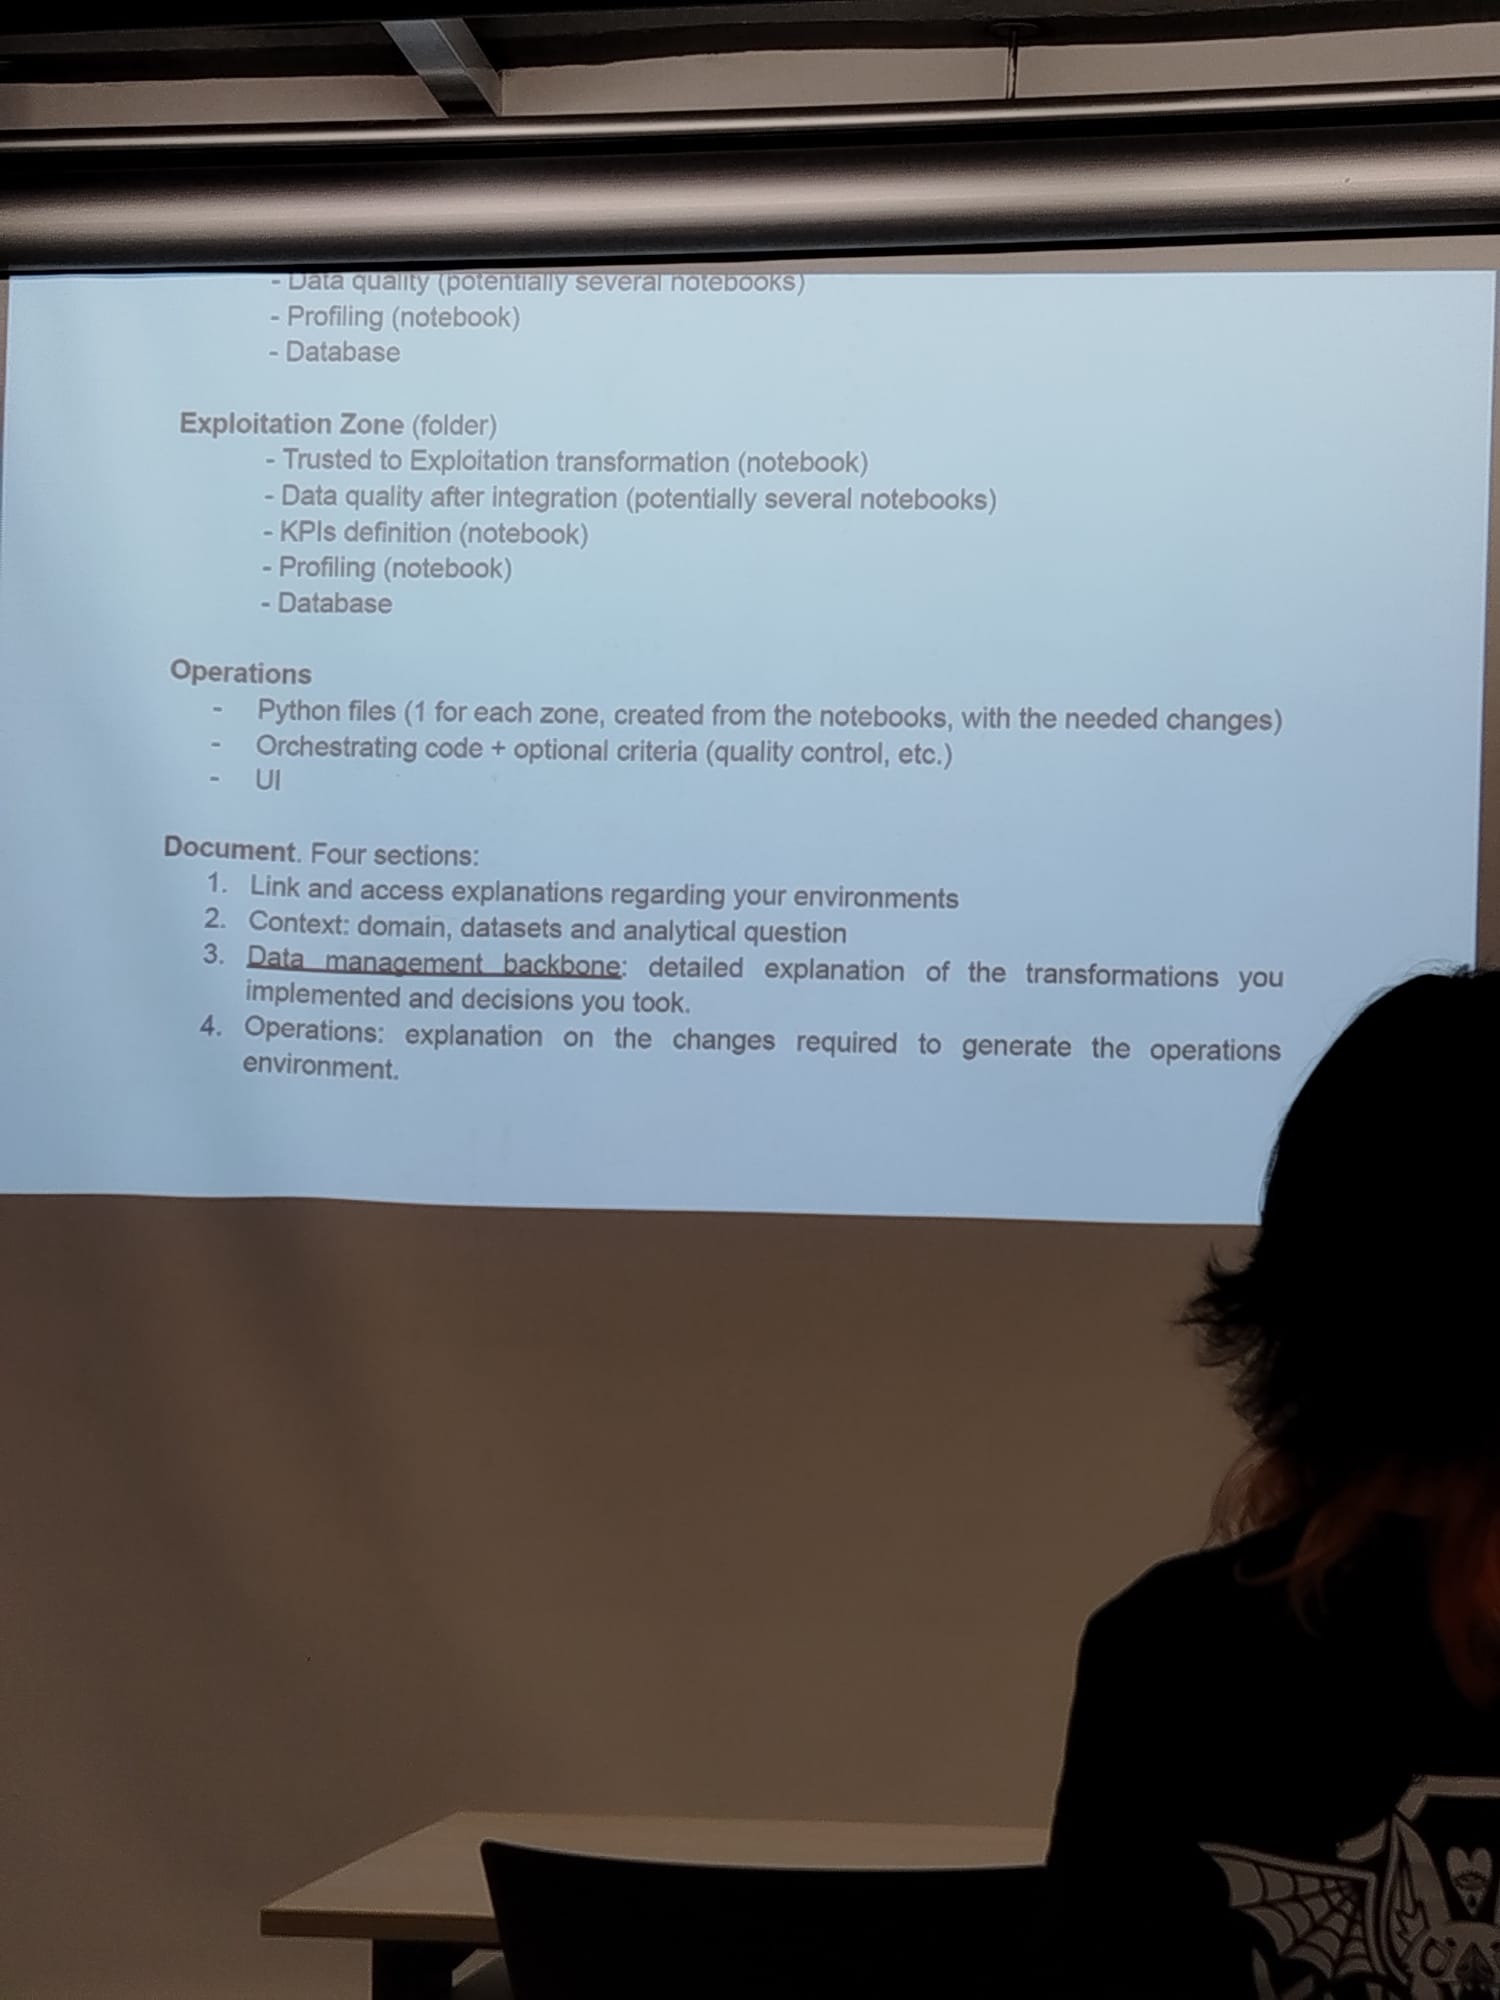 - Data quality (potentially several notebooks)
- Profiling (notebook)
- Database
Exploitation Zone (folder)
- Trusted to Exploitation transformation (notebook)
- Data quality after integration (potentially several notebooks)
- KPIs definition (notebook)
- Profiling (notebook)
- Database
Operations
- Python files (1 for each zone, created from the notebooks, with the needed changes)
- Orchestrating code + optional criteria (quality control, etc.)
- UI
Document. Four sections:
1. Link and access explanations regarding your environments
2. Context: domain, datasets and analytical question
3. Data management backbone: detailed explanation of the transformations you
implemented and decisions you took.
4. Operations: explanation on the changes required to generate the operations
environment.